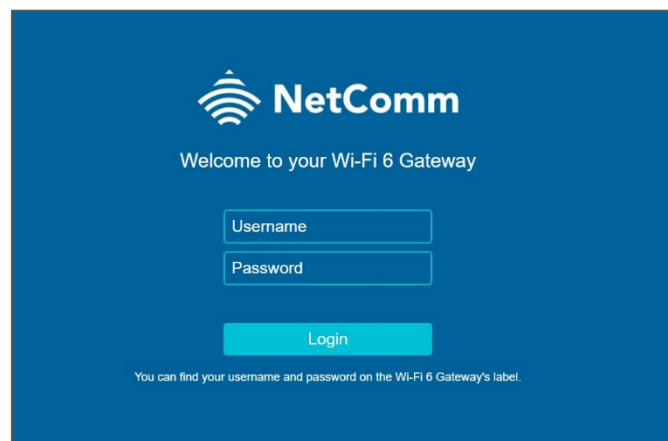 NetComm
Welcome to your Wi-Fi 6 Gateway
Username
Password
Login
You can find your username and password on the Wi-Fi 6 Gateway's label.